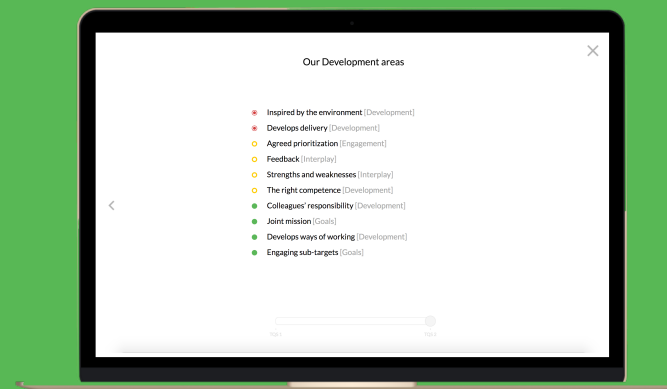 Our Development areas
Inspired by the environment [Development]
Develops delivery [Development]
Agreed prioritization [Engagement]
Feedback [Interplay]
Strengths and weaknesses [Interplay]
The right competence [Development]
Colleagues' responsibility [Development]
Joint mission [Goals]
Develops ways of working [Development]
Engaging sub-targets [Goals]